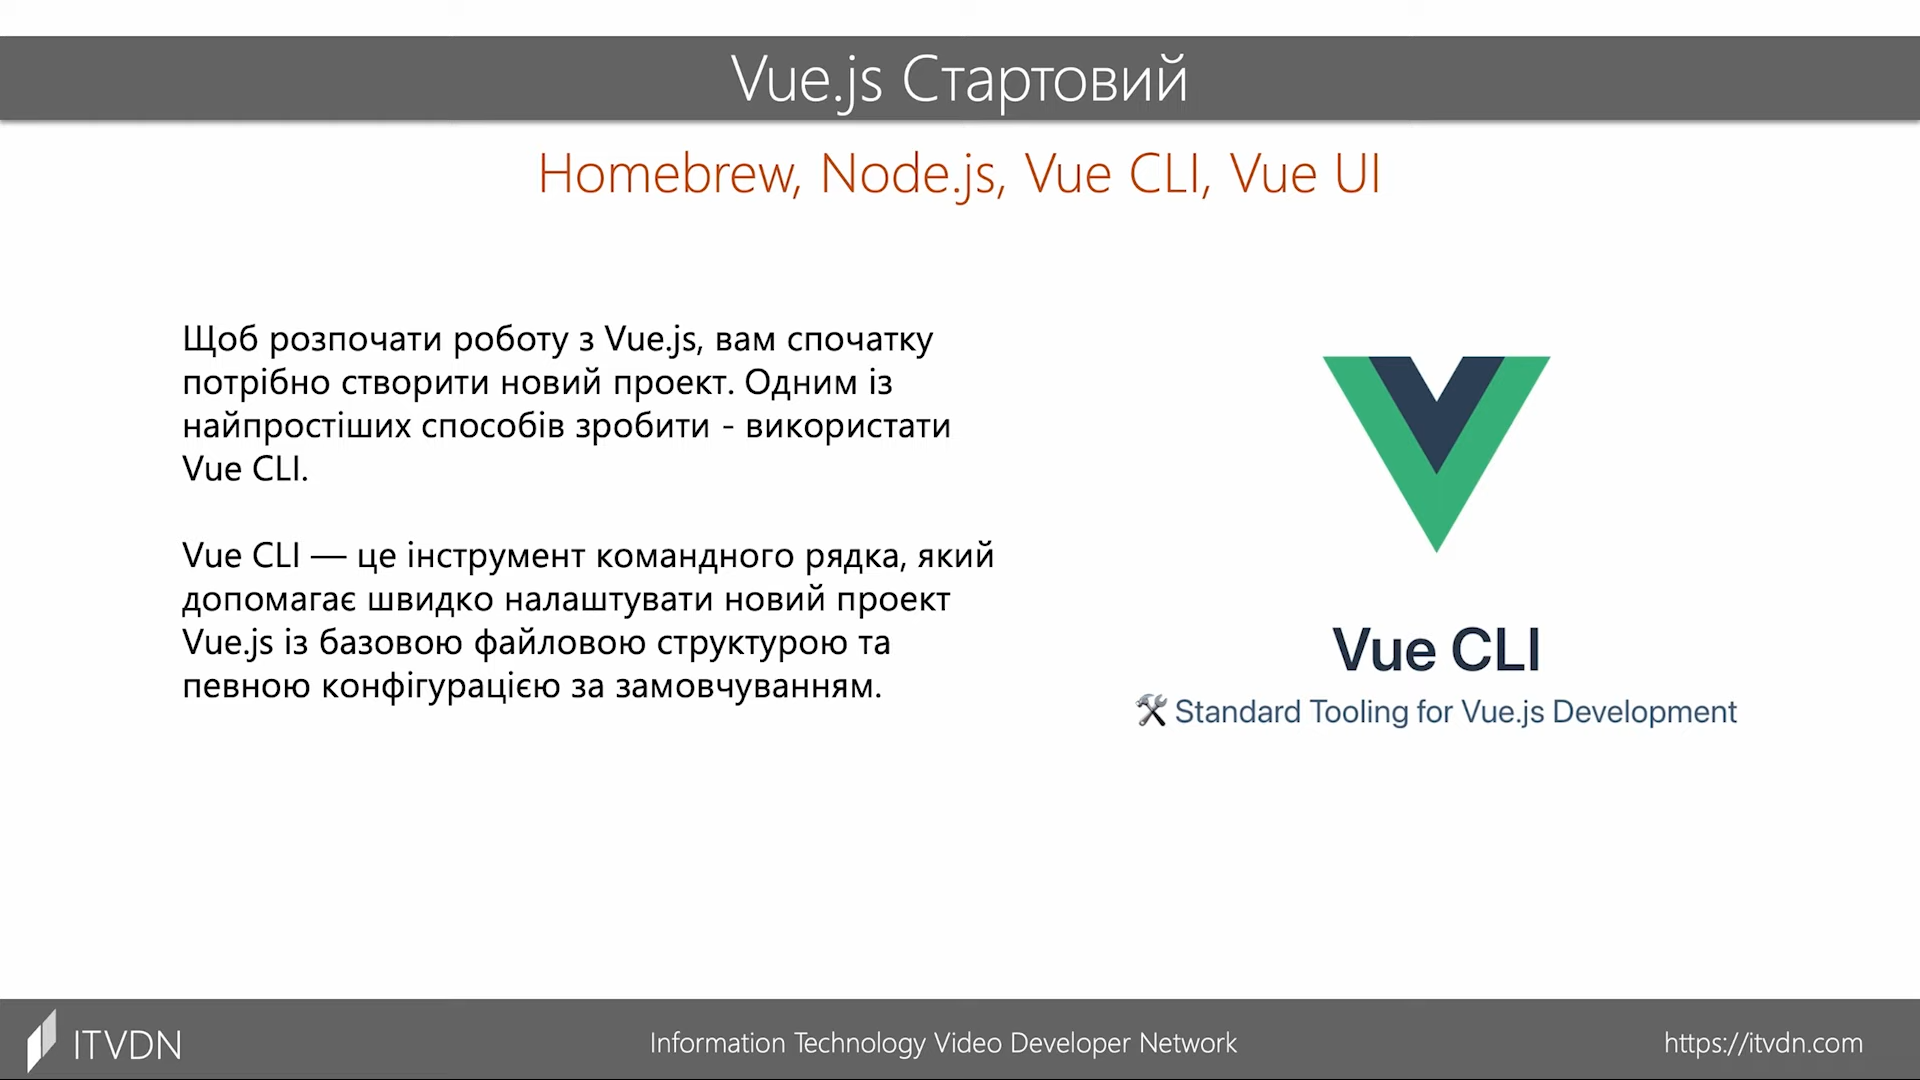 Vue.js Стартовий
Homebrew, Node.js, Vue CLI, Vue UI
Щоб розпочати роботу з Vue.js, вам спочатку
потрібно створити новий проект. Одним із
найпростіших способів зробити - використати
Vue CLI.
Vue CLI — це інструмент командного рядка, який
допомагає швидко налаштувати новий проект
Vue.js із базовою файловою структурою та
певною конфігурацією за замовчуванням.
Vue CLI
🛠 Standard Tooling for Vue.js Development
ITVDN
Information Technology Video Developer Network
https://itvdn.com